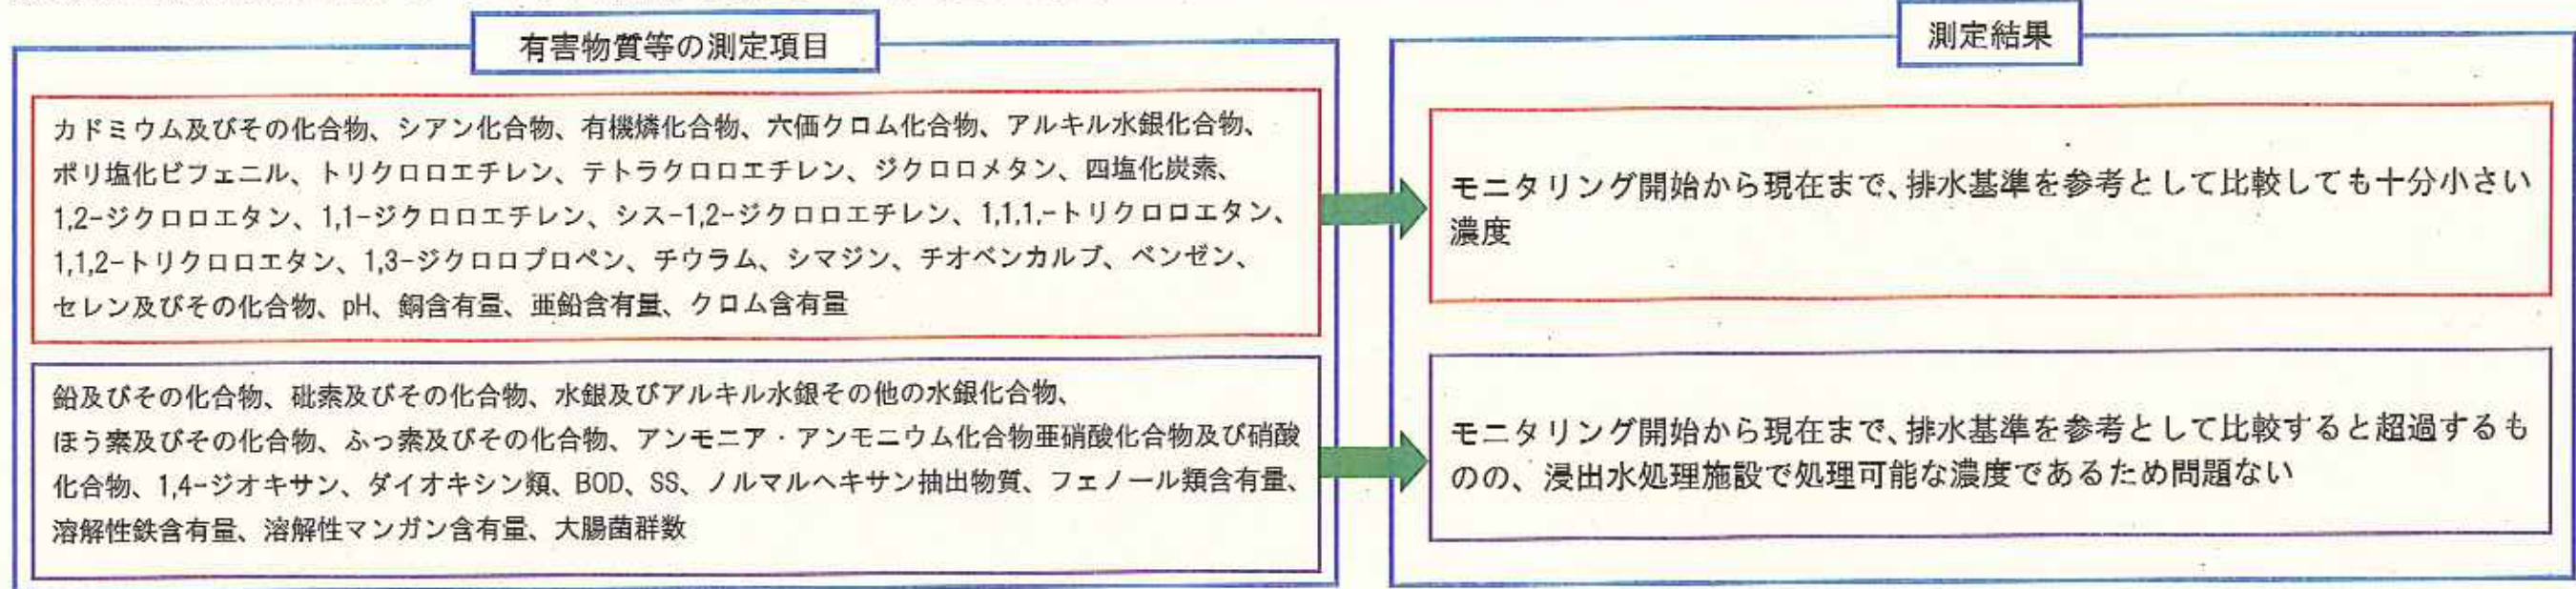 有害物質等の測定項目
カドミウム及びその化合物、シアン化合物、有機燐化合物、六価クロム化合物、アルキル水銀化合物、
ポリ塩化ビフェニル、トリクロロエチレン、テトラクロロエチレン、ジクロロメタン、四塩化炭素、
1,2-ジクロロエタン、1,1-ジクロロエチレン、シス-1,2-ジクロロエチレン、1,1,1,-トリクロロエタン、
1,1,2-トリクロロエタン、1,3-ジクロロプロペン、チウラム、シマジン、チオベンカルブ、ベンゼン、
セレン及びその化合物、pH、銅含有量、亜鉛含有量、クロム含有量
鉛及びその化合物、砒素及びその化合物、水銀及びアルキル水銀その他の水銀化合物、
ほう素及びその化合物、ふっ素及びその化合物、アンモニア・アンモニウム化合物亜硝酸化合物及び硝酸
化合物、1,4-ジオキサン、ダイオキシン類、BOD、SS、ノルマルヘキサン抽出物質、フェノール類含有量、
溶解性鉄含有量、溶解性マンガン含有量、大腸菌群数
測定結果
モニタリング開始から現在まで、排水基準を参考として比較しても十分小さい
濃度
モニタリング開始から現在まで、排水基準を参考として比較すると超過するも
のの、浸出水処理施設で処理可能な濃度であるため問題ない